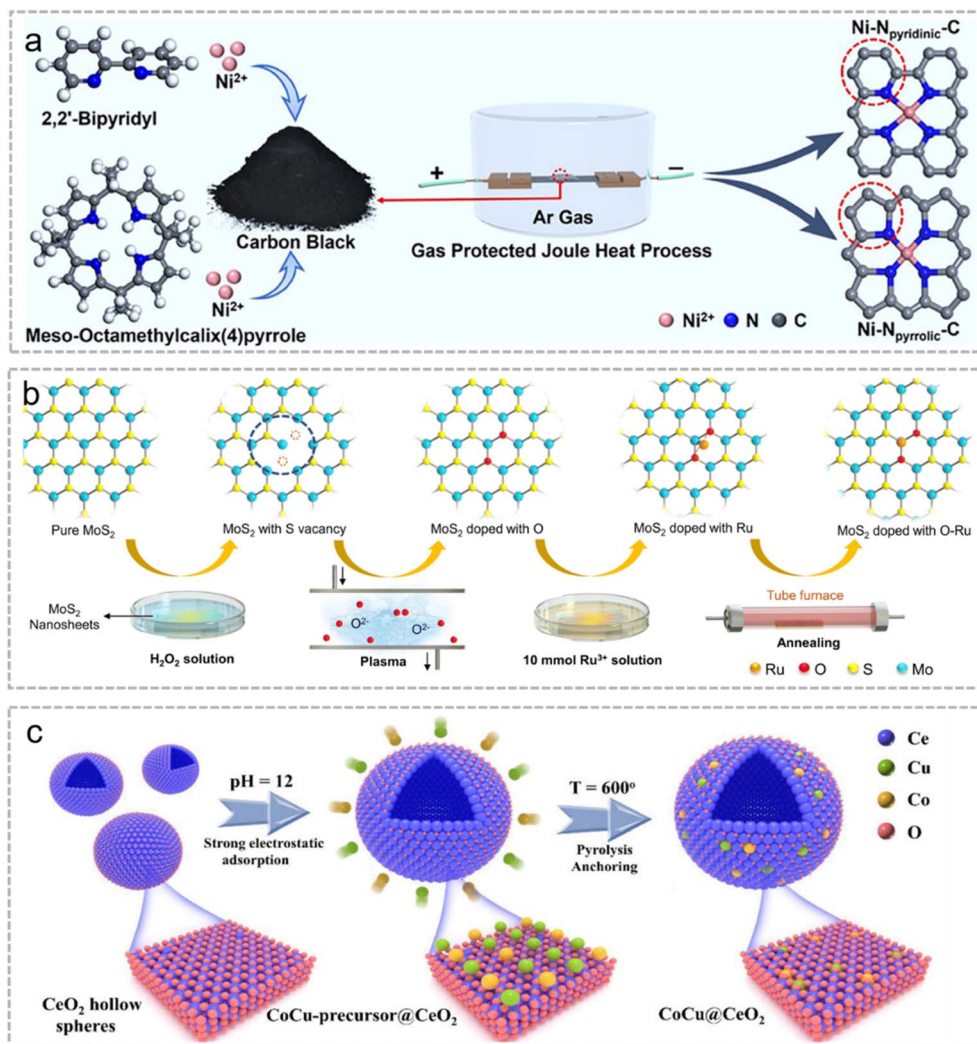 a
2,2'-Bipyridyl
Ni²⁺
Meso-Octamethylcalix(4)pyrrole
Ni²⁺
Carbon Black
+
−
Ar Gas
Gas Protected Joule Heat Process
Ni-Npyridinic-C
Ni-Npyrrolic-C
Ni²⁺ N C
b
Pure MoS₂
MoS₂ with S vacancy
MoS₂ doped with O
MoS₂ doped with Ru
MoS₂ doped with O-Ru
MoS₂
Nanosheets
H₂O₂ solution
O²⁻
O²⁻
Plasma
10 mmol Ru³⁺ solution
Tube furnace
Annealing
Ru O S Mo
c
pH = 12
Strong electrostatic
adsorption
T = 600°
Pyrolysis
Anchoring
Ce
Cu
Co
O
CeO₂ hollow
spheres
CoCu-precursor@CeO₂
CoCu@CeO₂